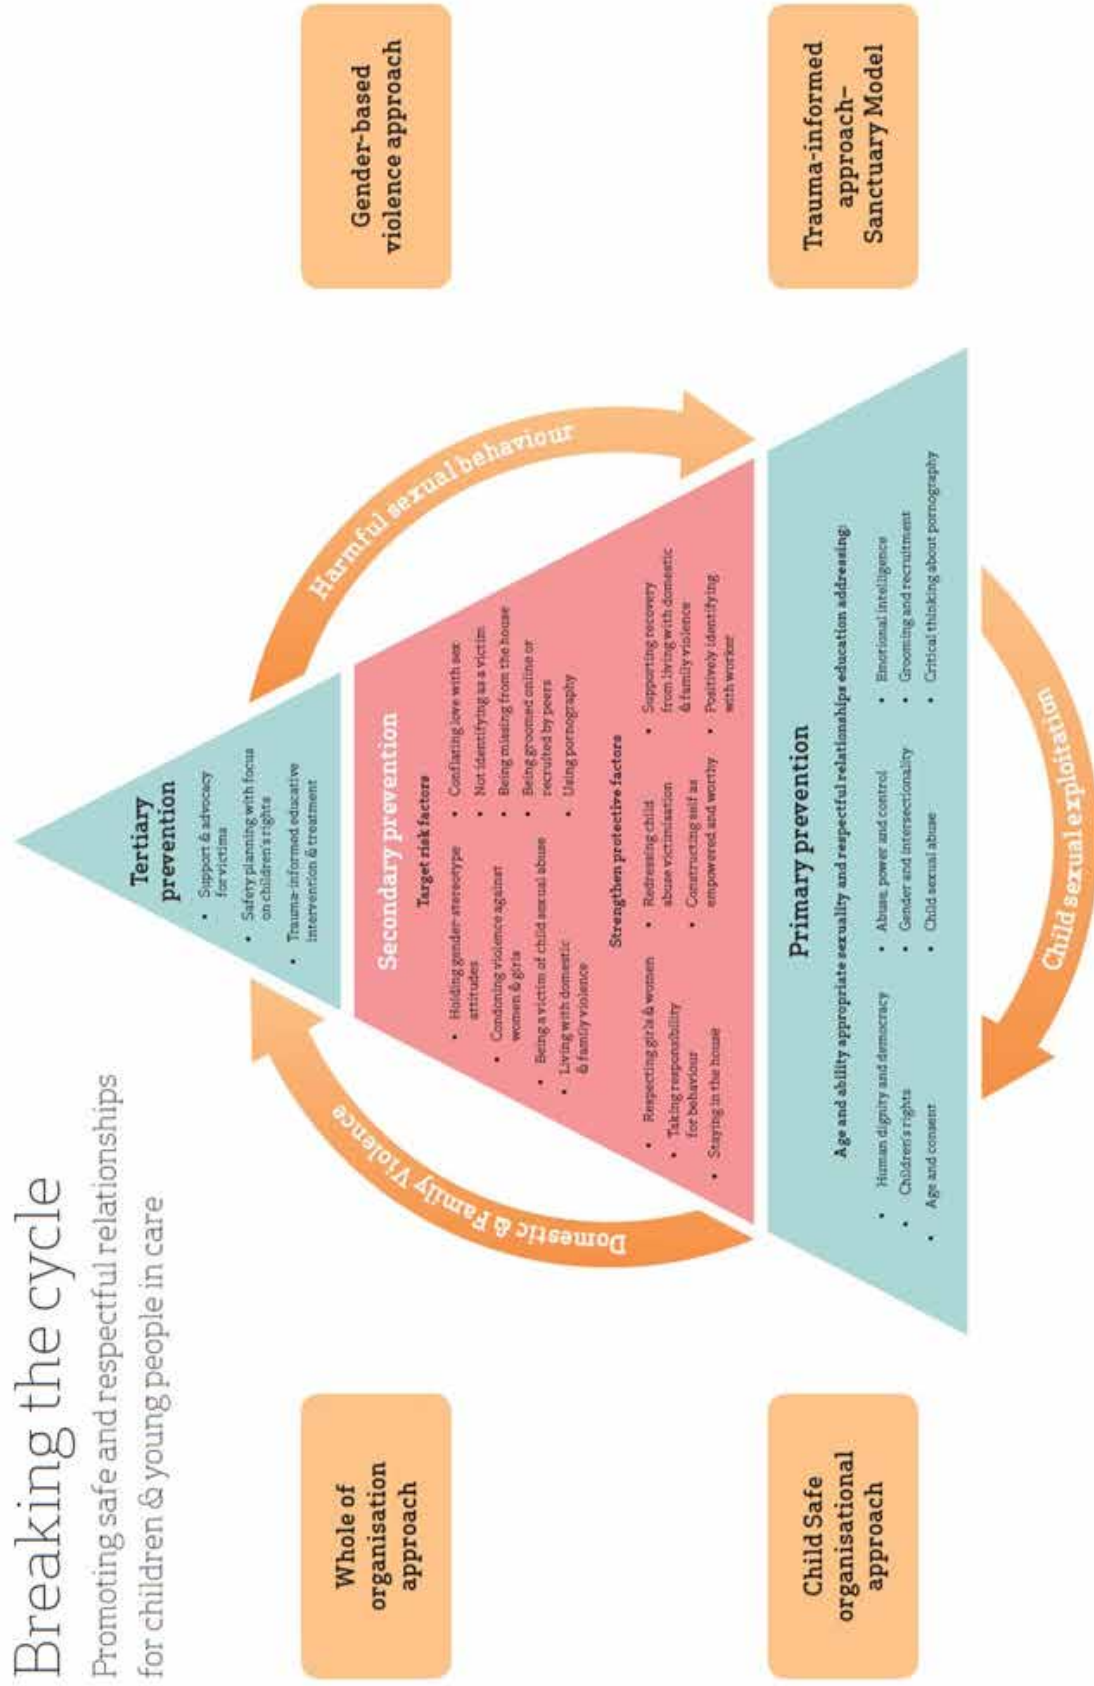 Breaking the cycle
Promoting safe and respectful relationships
for children & young people in care
Whole of
organisation
approach
Gender-based
violence approach
Child Safe
organisational
approach
Trauma-informed
approach–
Sanctuary Model
Domestic & Family Violence
Harmful sexual behaviour
Child sexual exploitation
Tertiary
prevention
• Support & advocacy
for victims
• Safety planning with focus
on children's rights
• Trauma-informed educative
intervention & treatment
Secondary prevention
Target risk factors
• Holding gender-stereotype
attitudes
• Condoning violence against
women & girls
• Being a victim of child sexual abuse
• Living with domestic
& family violence
• Conflating love with sex
• Not identifying as a victim
• Being missing from the house
• Being groomed online or
recruited by peers
• Using pornography
Strengthen protective factors
• Respecting girls & women
• Taking responsibility
for behaviour
• Staying in the house
• Redressing child
abuse victimisation
• Constructing self as
empowered and worthy
• Supporting recovery
from living with domestic
& family violence
• Positively identifying
with worker
Primary prevention
Age and ability appropriate sexuality and respectful relationships education addressing:
• Human dignity and democracy
• Children's rights
• Age and consent
• Abuse, power and control
• Gender and intersectionality
• Child sexual abuse
• Emotional intelligence
• Grooming and recruitment
• Critical thinking about pornography